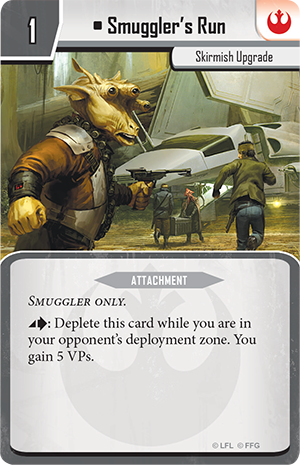 1
■ Smuggler's Run
Skirmish Upgrade
ATTACHMENT
SMUGGLER ONLY.
: Deplete this card while you are in
your opponent's deployment zone. You
gain 5 VPs.
© LFL © FFG